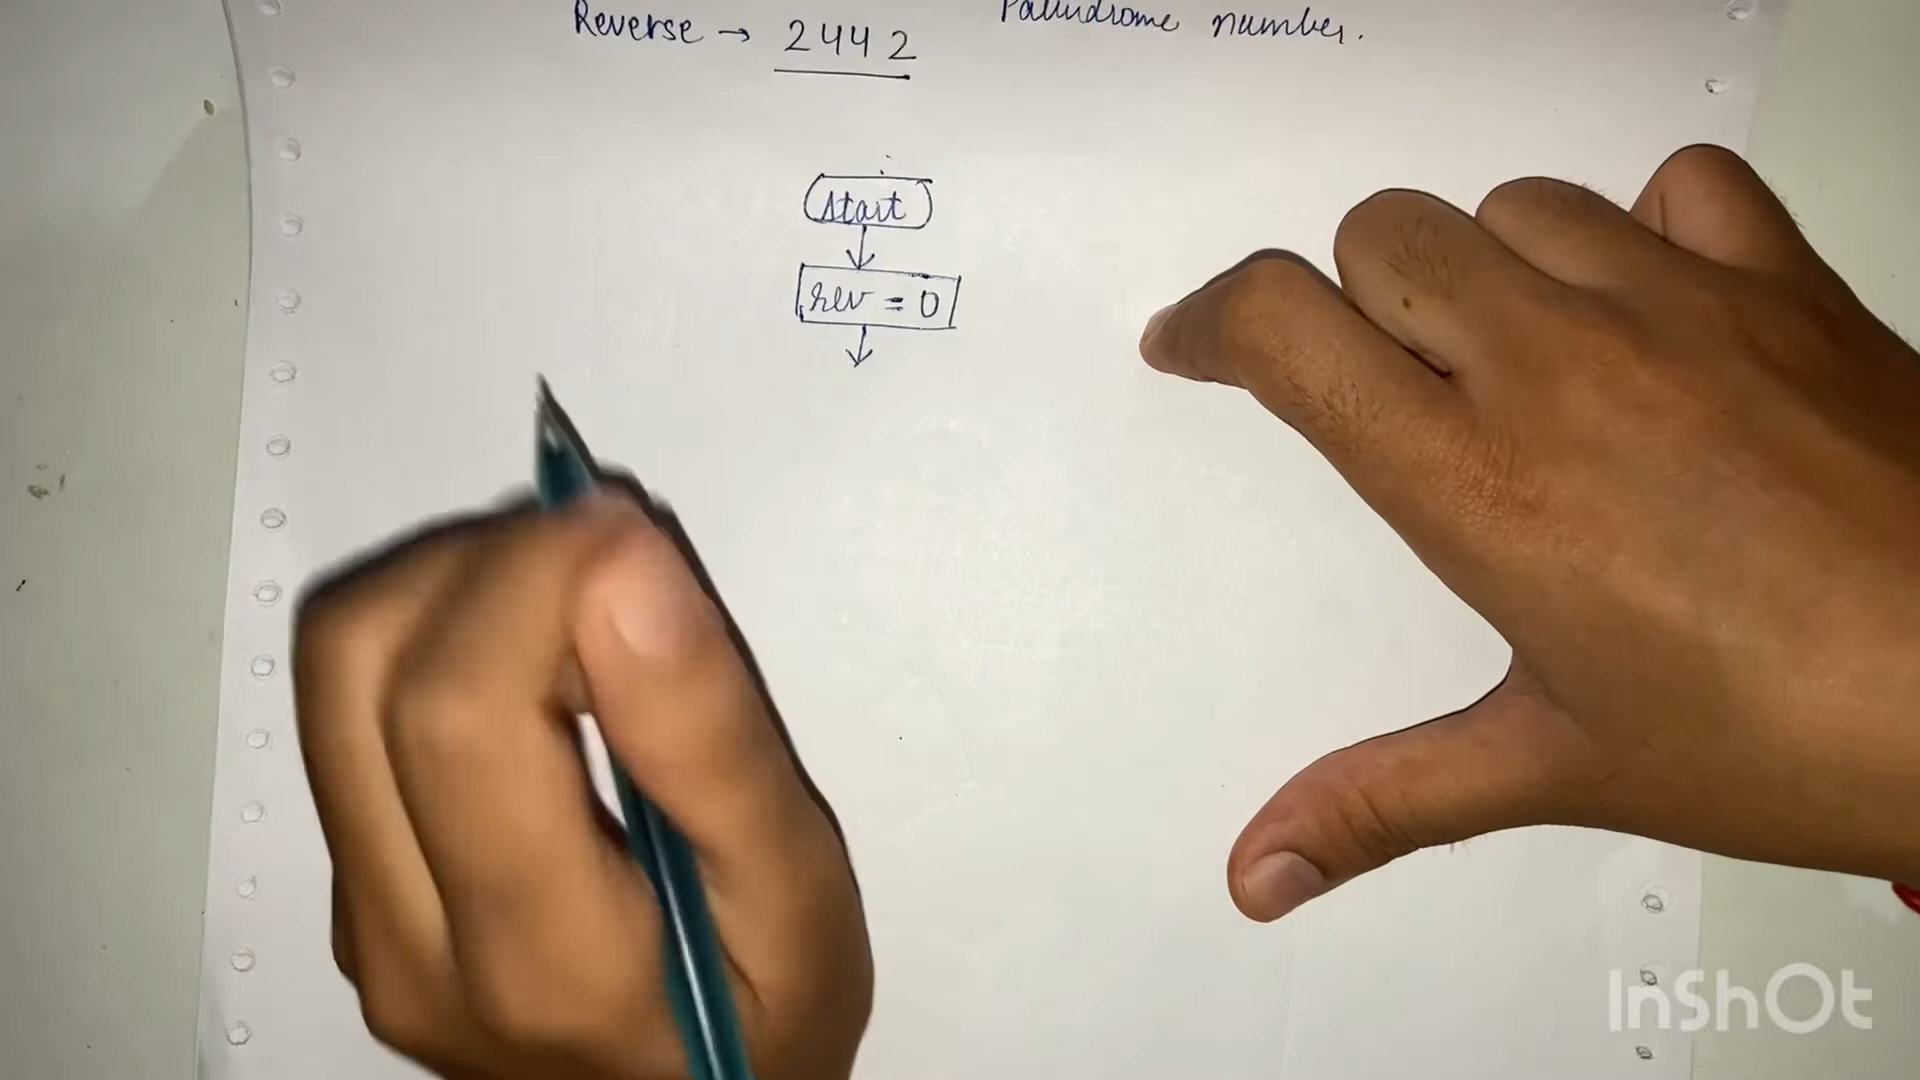 Reverse → 2442 Palindrome number.
start
rev = 0
InShOt